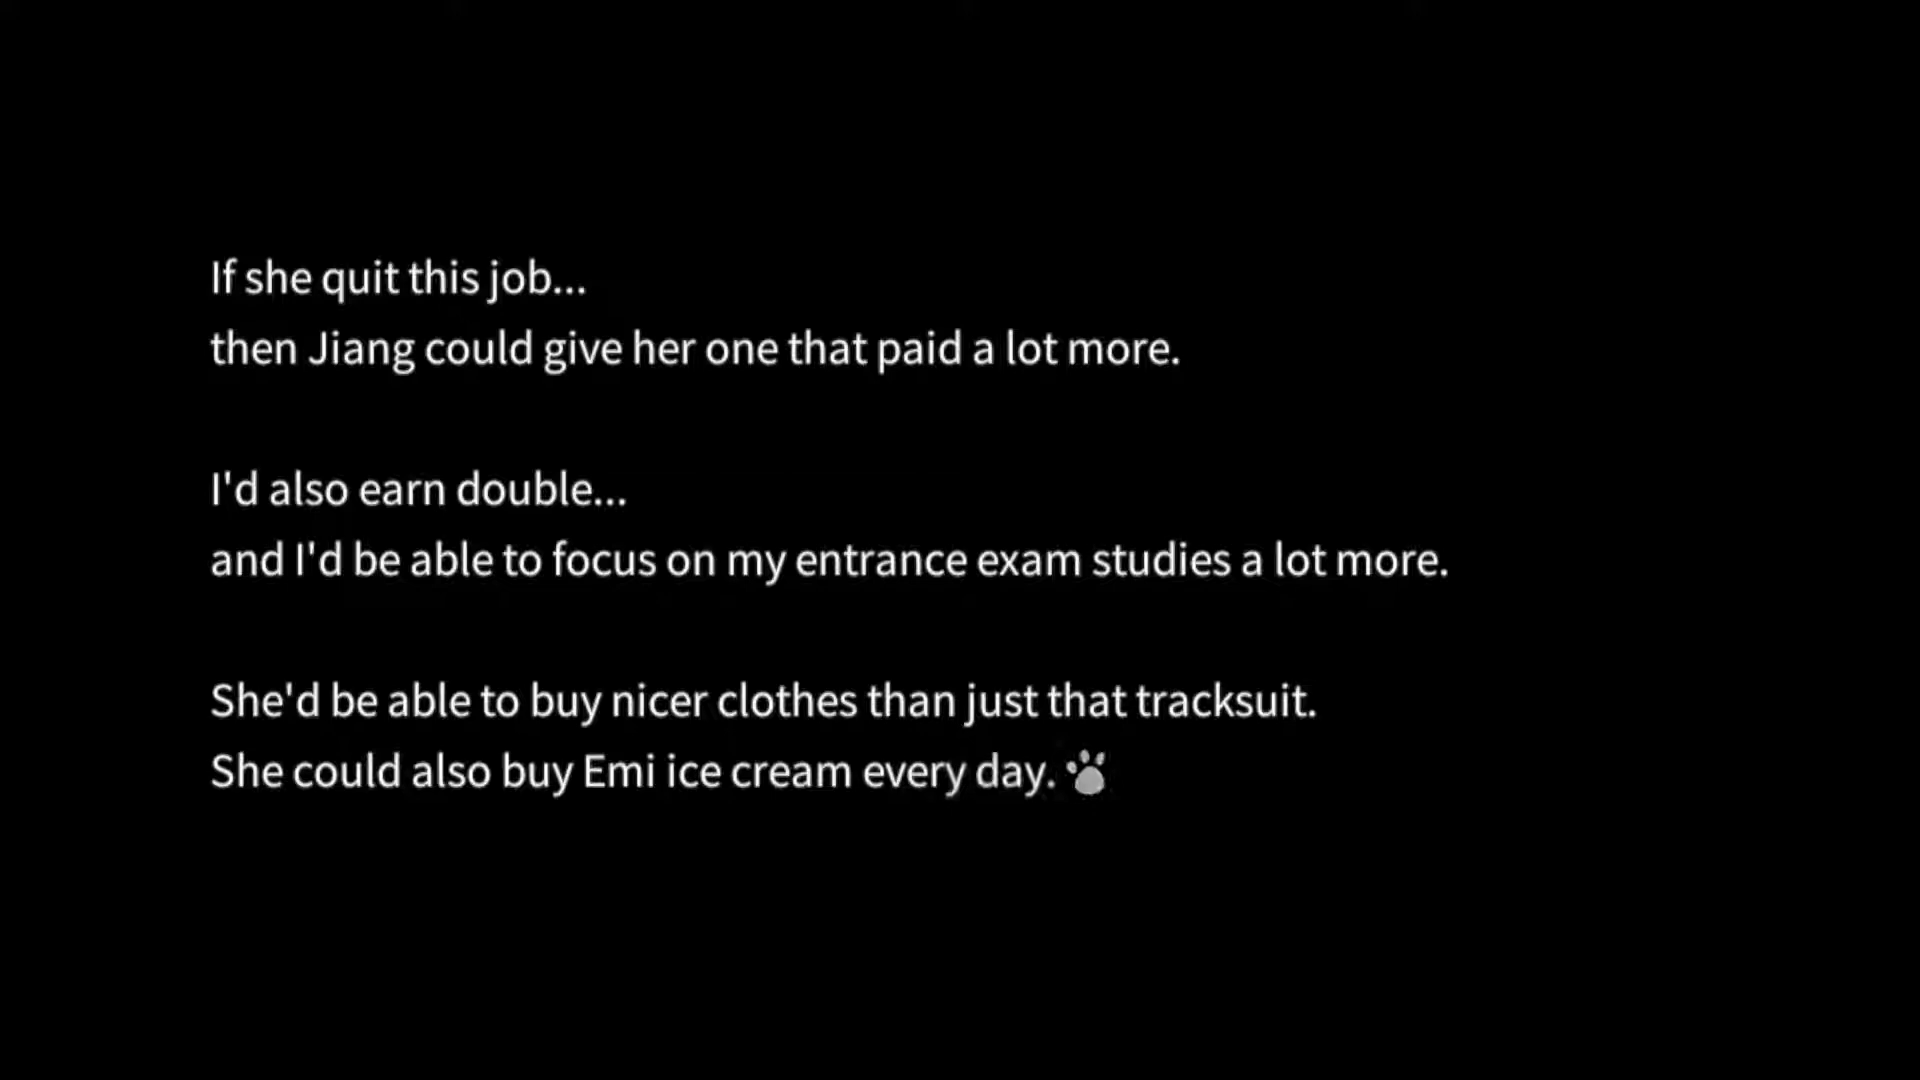 If she quit this job...
then Jiang could give her one that paid a lot more.
I'd also earn double...
and I'd be able to focus on my entrance exam studies a lot more.
She'd be able to buy nicer clothes than just that tracksuit.
She could also buy Emi ice cream every day.